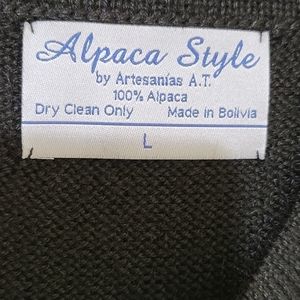 Alpaca Style
by Artesanías A.T.
100% Alpaca
Dry Clean Only Made in Bolivia
L